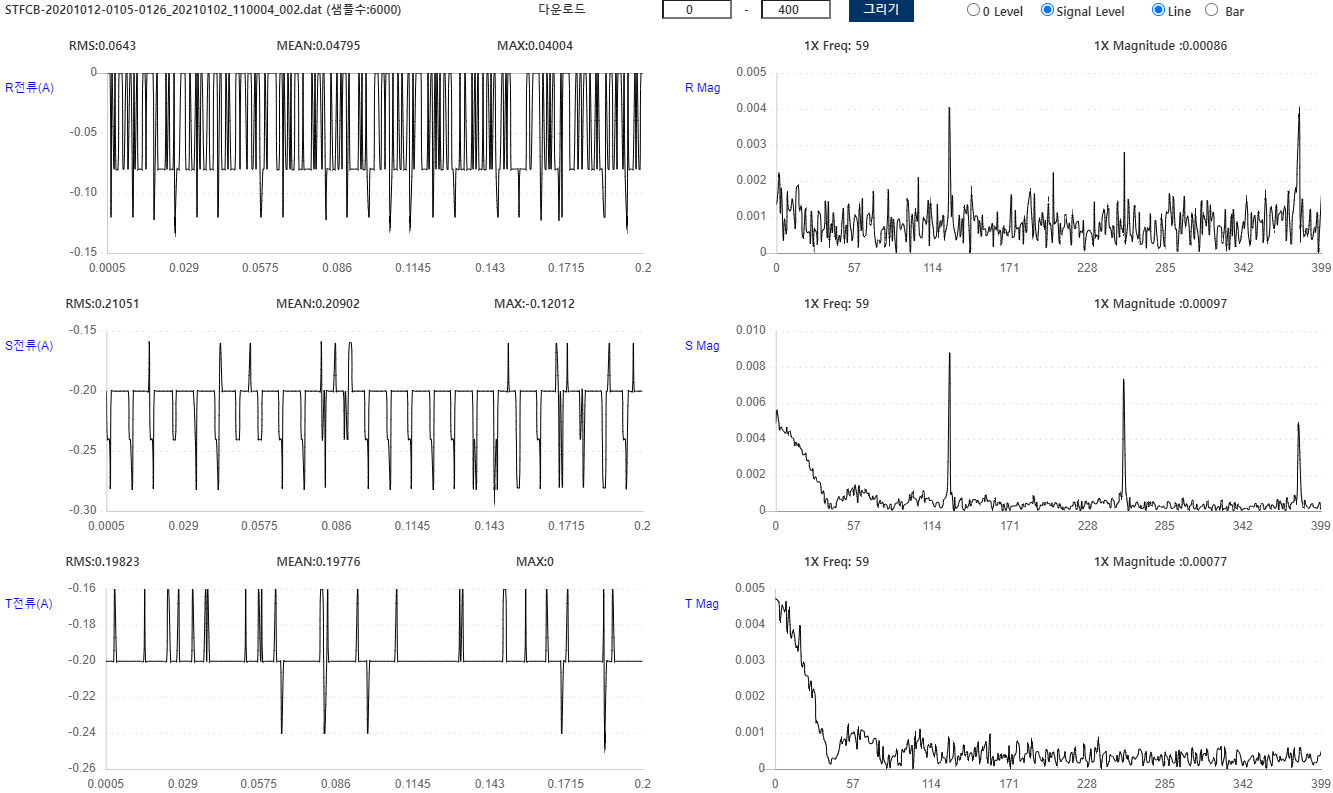 STFCB-20201012-0105-0126_20210102_110004_002.dat (샘플수:6000) 다운로드 0 - 400 그리기 0 Level Signal Level Line Bar
RMS:0.0643 MEAN:0.04795 MAX:0.04004 1X Freq: 59 1X Magnitude :0.00086
R전류(A)
0
-0.05
-0.10
-0.15
0.0005 0.029 0.0575 0.086 0.1145 0.143 0.1715 0.2
R Mag
0.005
0.004
0.003
0.002
0.001
0
0 57 114 171 228 285 342 399
RMS:0.21051 MEAN:0.20902 MAX:-0.12012 1X Freq: 59 1X Magnitude :0.00097
S전류(A)
-0.15
-0.20
-0.25
-0.30
0.0005 0.029 0.0575 0.086 0.1145 0.143 0.1715 0.2
S Mag
0.010
0.008
0.006
0.004
0.002
0
0 57 114 171 228 285 342 399
RMS:0.19823 MEAN:0.19776 MAX:0 1X Freq: 59 1X Magnitude :0.00077
T전류(A)
-0.16
-0.18
-0.20
-0.22
-0.24
-0.26
0.0005 0.029 0.0575 0.086 0.1145 0.143 0.1715 0.2
T Mag
0.005
0.004
0.003
0.002
0.001
0
0 57 114 171 228 285 342 399